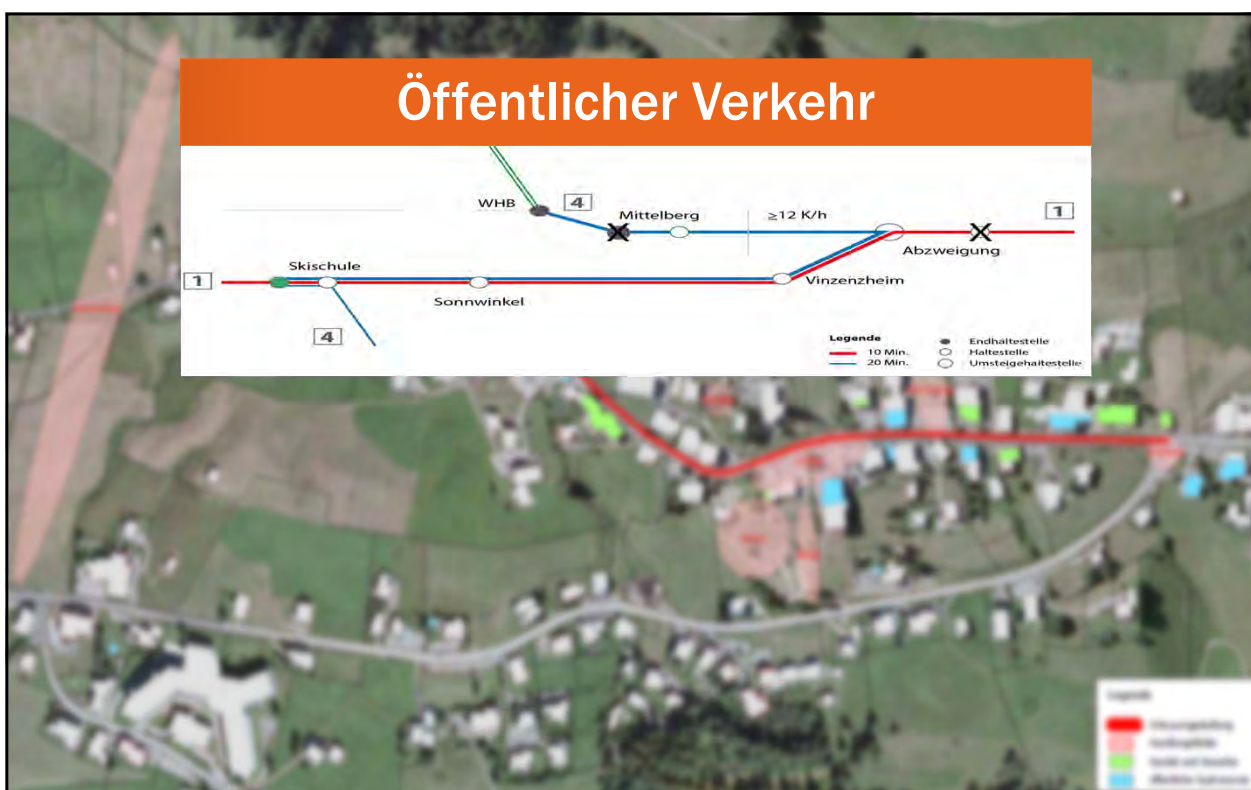 Öffentlicher Verkehr
WHB
4
Mittelberg
≥12 K/h
1
Abzweigung
Skischule
1
Vinzenzheim
Sonnwinkel
4
Legende
10 Min.
20 Min.
Endhaltestelle
Haltestelle
Umsteigehaltestelle
Legende